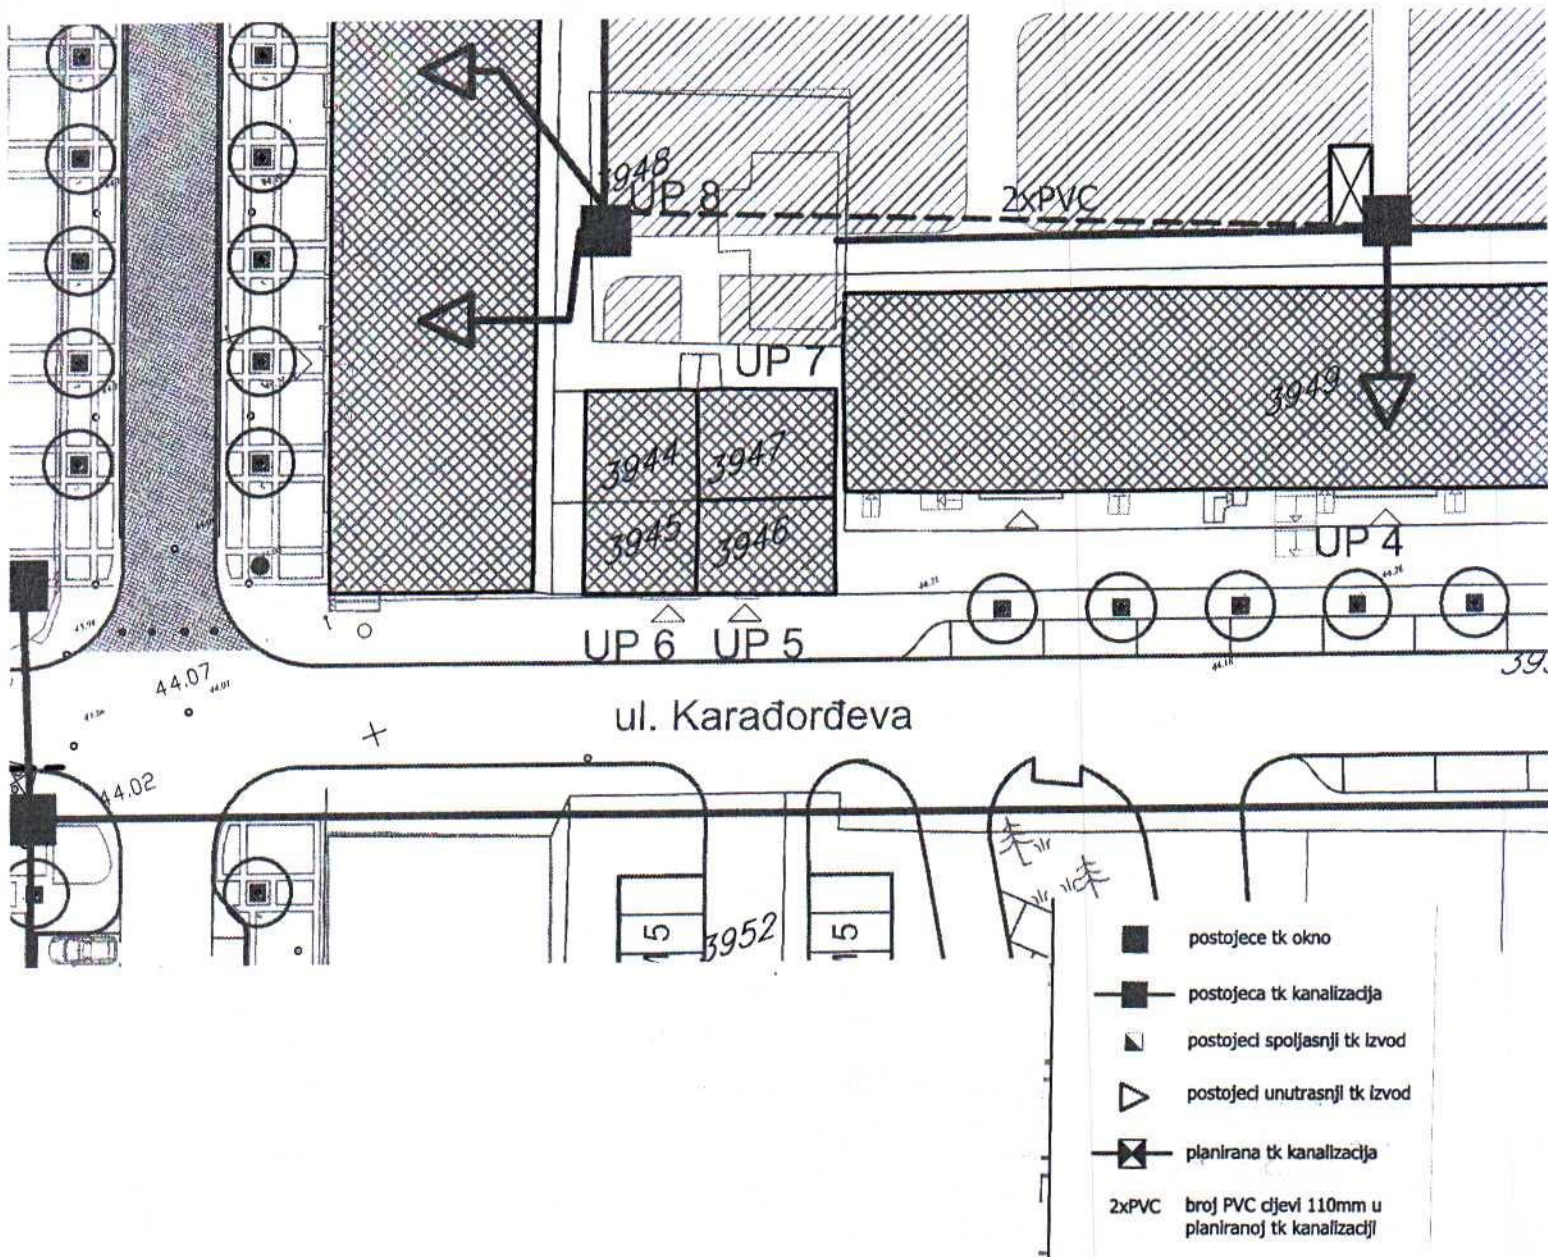 3948
UP 8
2xPVC
UP 7
3949
3944
3947
3945
3946
UP 4
UP 6
UP 5
44.07
ul. Karađorđeva
44.02
3952
5
5
postojece tk okno
postojeca tk kanalizacija
postojeci spoljasnji tk izvod
postojeci unutrasnji tk izvod
planirana tk kanalizacija
2xPVC broj PVC cijevi 110mm u
planiranoj tk kanalizaciji